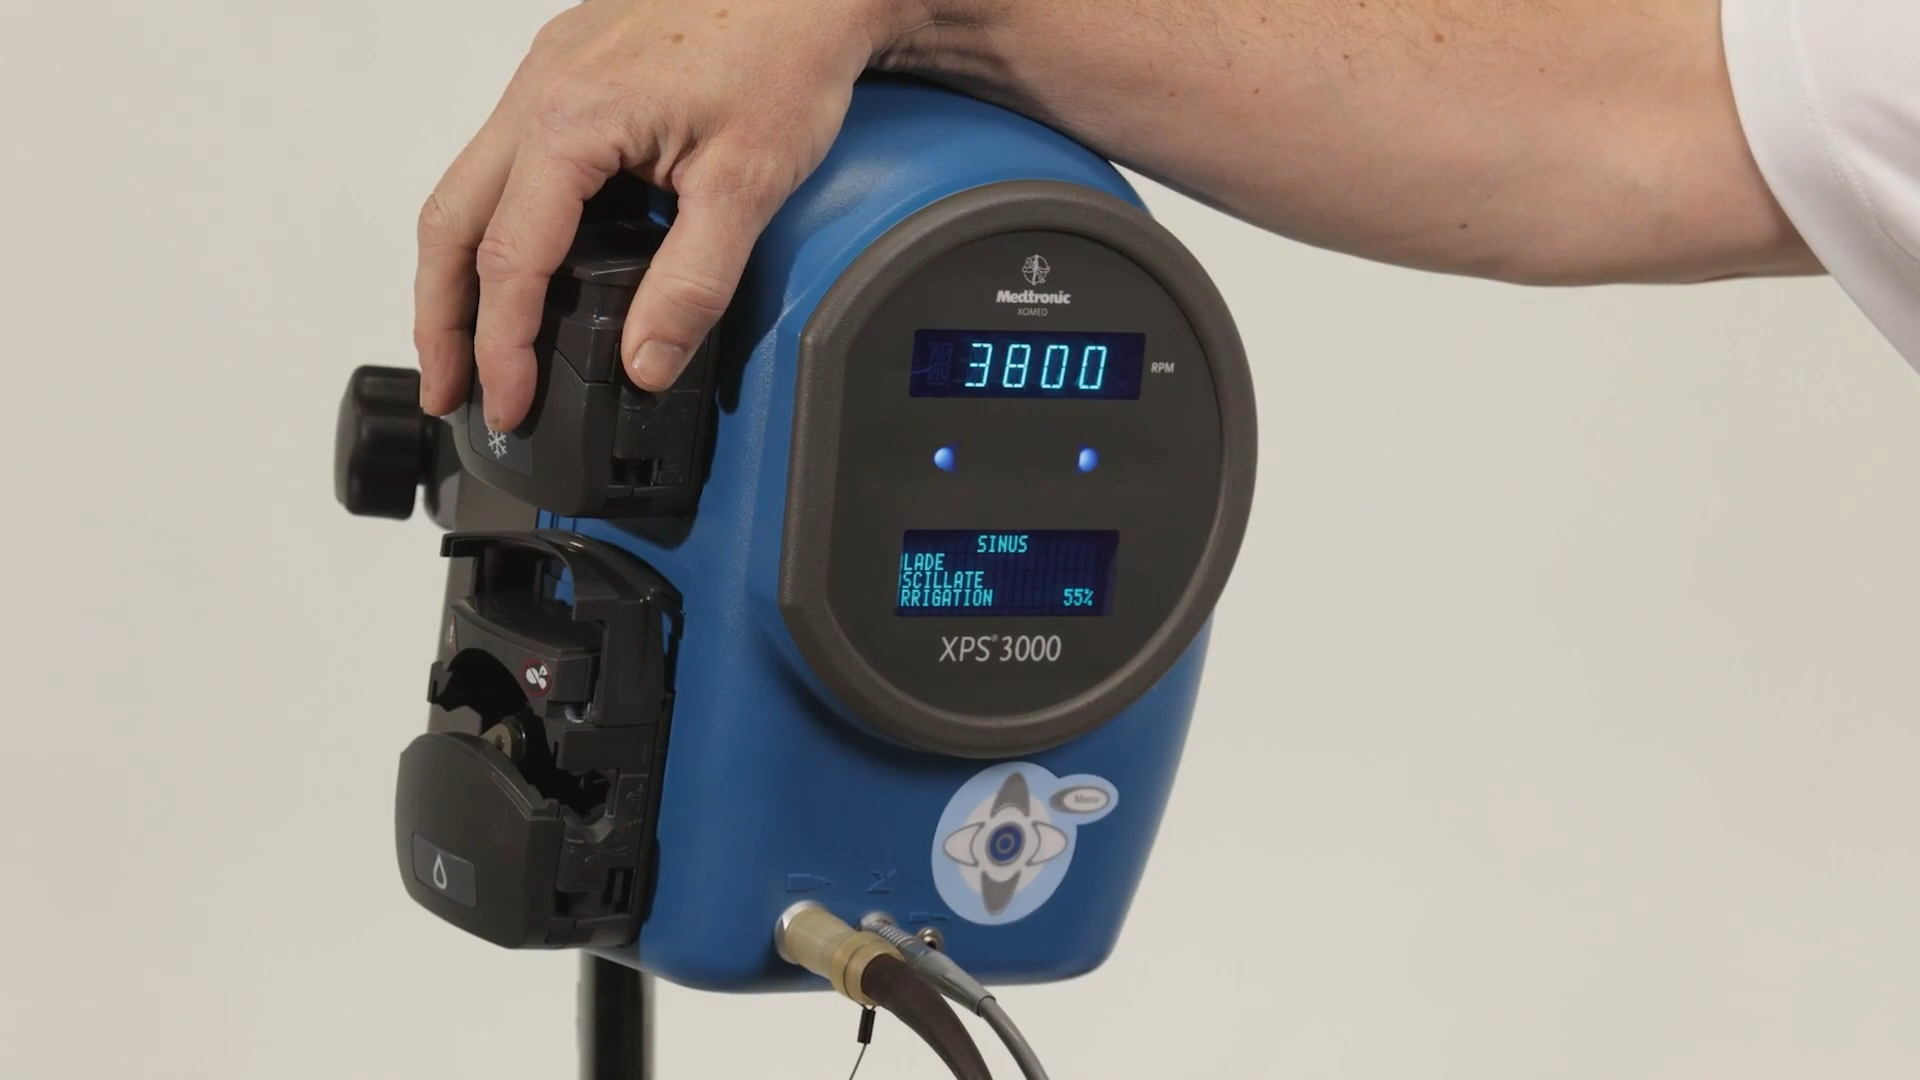 Medtronic
XOMED
3800
RPM
SINUS
LADE
SCILLATE
RRIGATION 55%
XPS® 3000
Menu